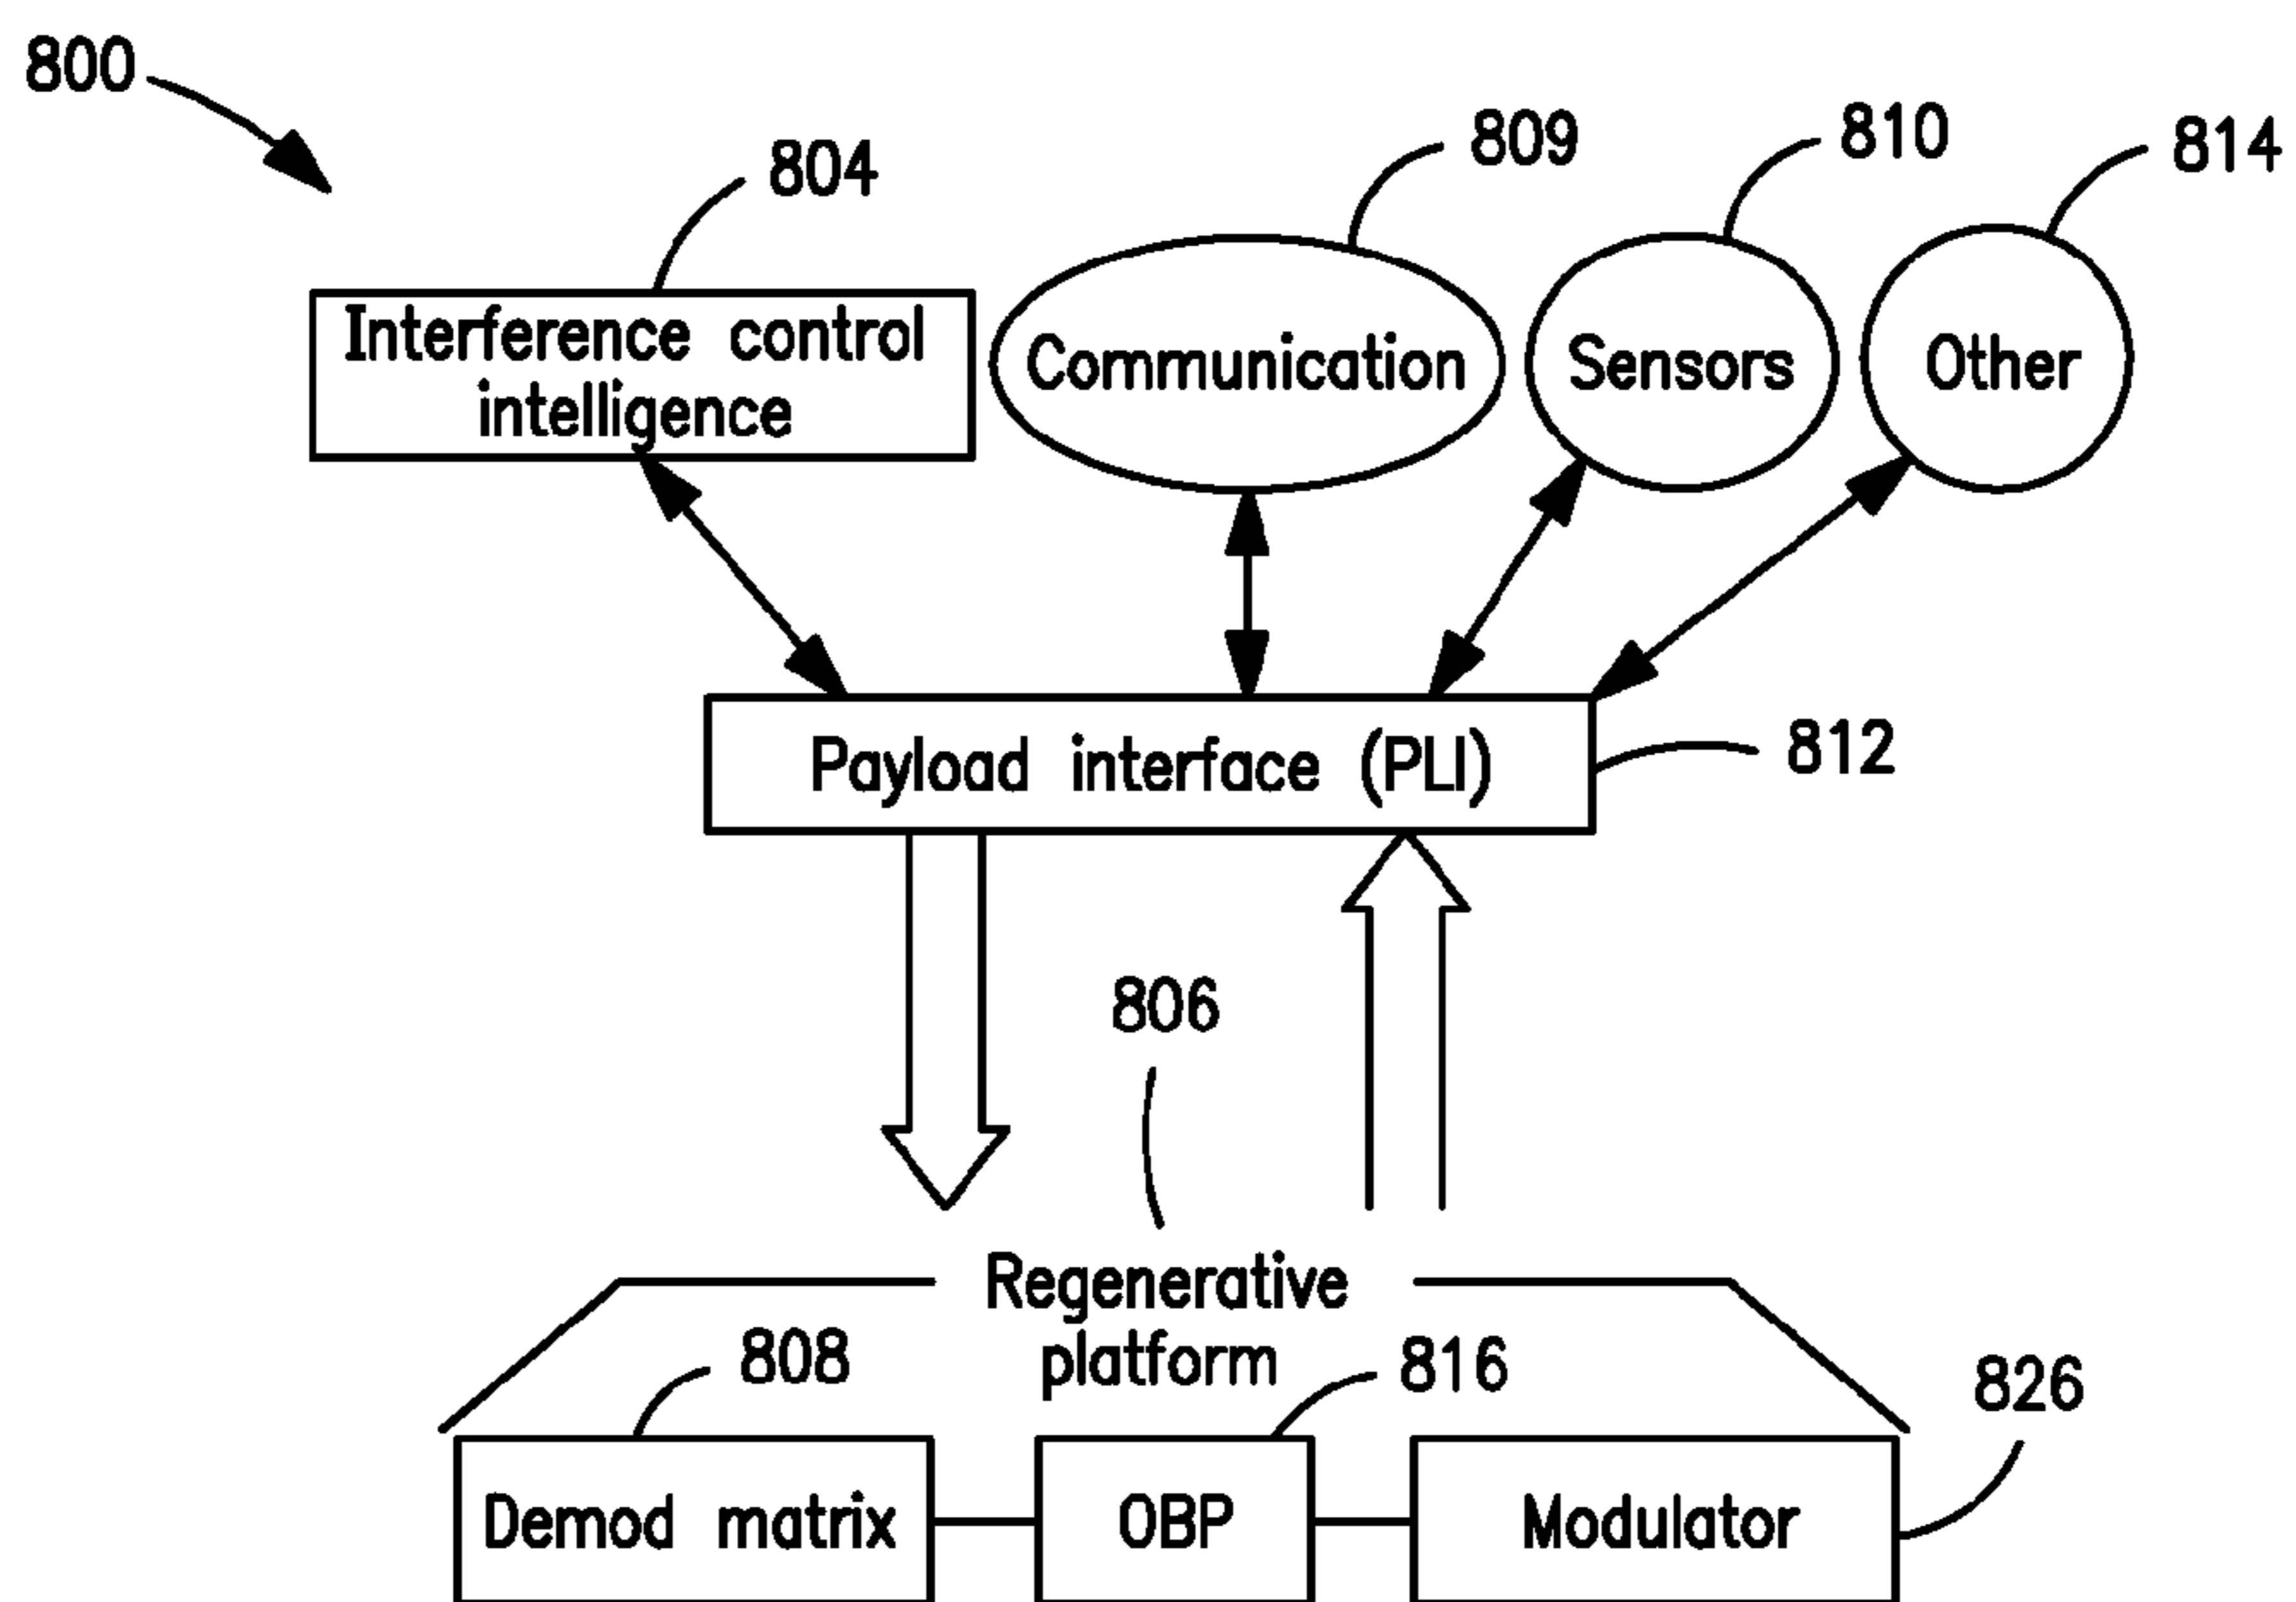 800
804
809
810
814
Interference control
intelligence
Communication
Sensors
Other
Payload interface (PLI)
812
806
Regenerative
platform
808
816
826
Demod matrix
OBP
Modulator